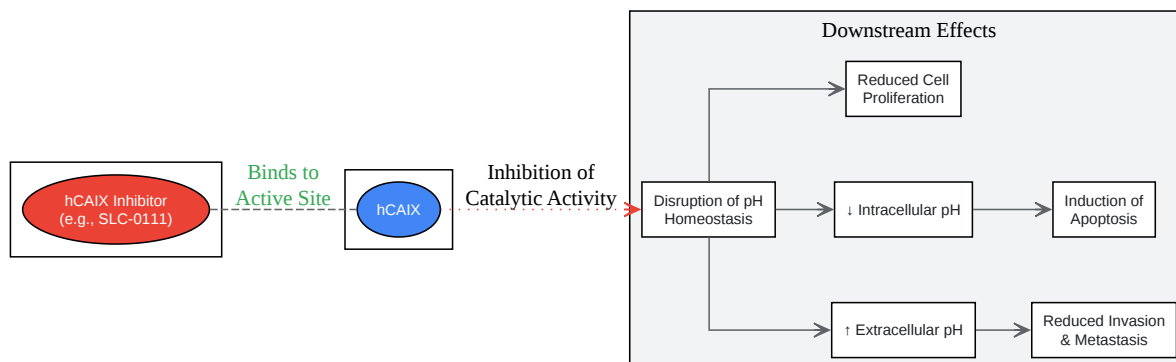 Downstream Effects
Reduced Cell
Proliferation
hCAIX Inhibitor
(e.g., SLC-0111)
Binds to
Active Site
hCAIX
Inhibition of
Catalytic Activity
Disruption of pH
Homeostasis
↓ Intracellular pH
Induction of
Apoptosis
↑ Extracellular pH
Reduced Invasion
& Metastasis